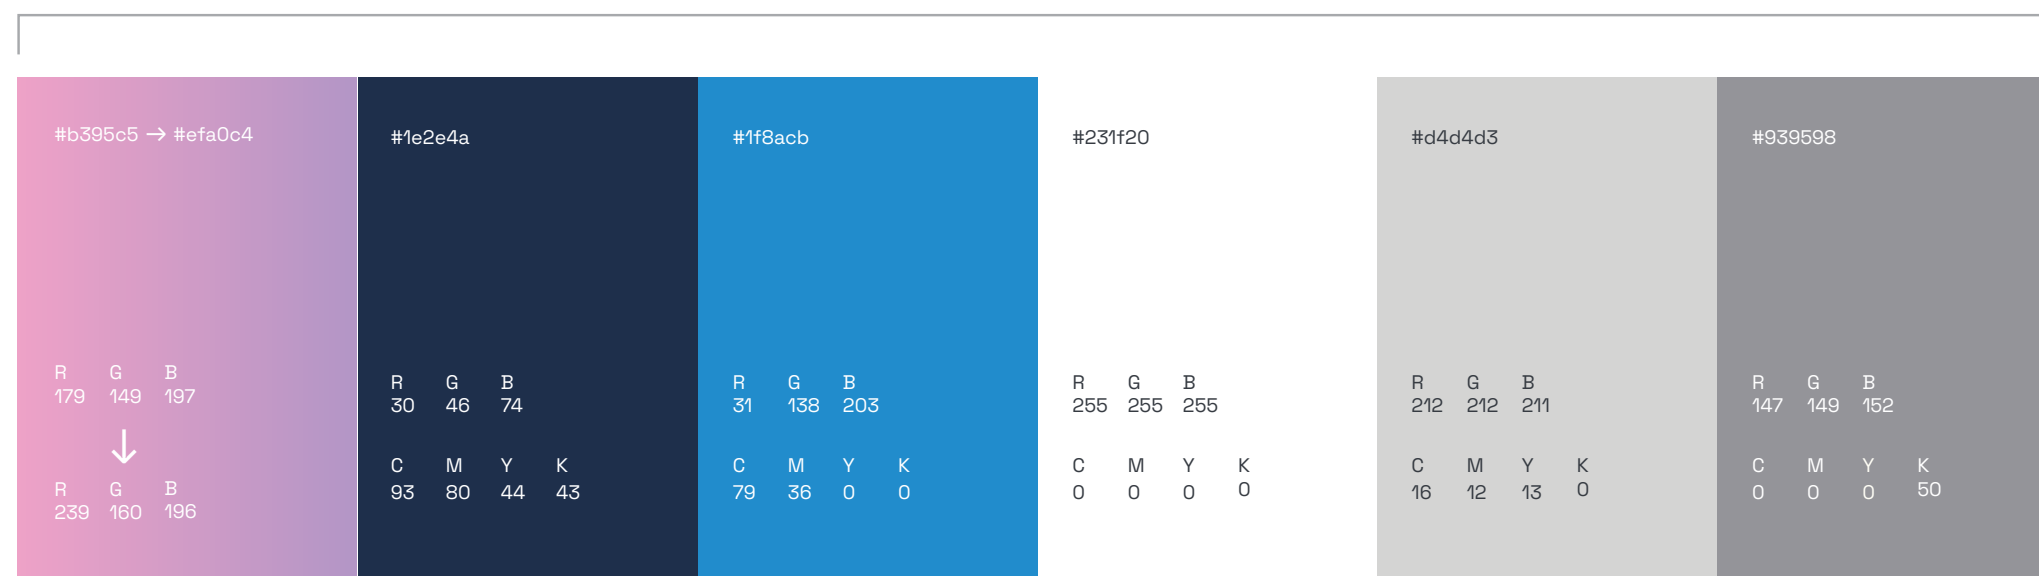 #b395c5 → #efa0c4
R G B
179 149 197
↓
R G B
239 160 196
#1e2e4a
R G B
30 46 74
C M Y K
93 80 44 43
#1f8acb
R G B
31 138 203
C M Y K
79 36 0 0
#231f20
R G B
255 255 255
C M Y K
0 0 0 0
#d4d4d3
R G B
212 212 211
C M Y K
16 12 13 0
#939598
R G B
147 149 152
C M Y K
0 0 0 50